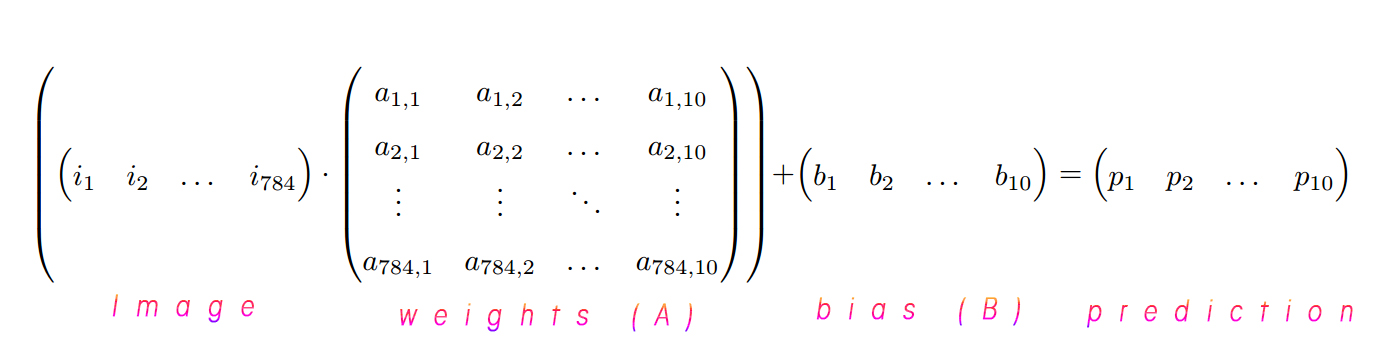 ( ( i1 i2 … i784 ) · ( a1,1 a1,2 … a1,10
a2,1 a2,2 … a2,10
⋮ ⋮ ⋱ ⋮
a784,1 a784,2 … a784,10 ) ) + ( b1 b2 … b10 ) = ( p1 p2 … p10 )
Image weights (A) bias (B) prediction